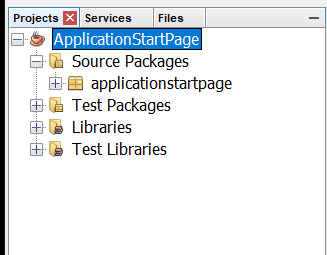 Projects Services Files
ApplicationStartPage
Source Packages
applicationstartpage
Test Packages
Libraries
Test Libraries